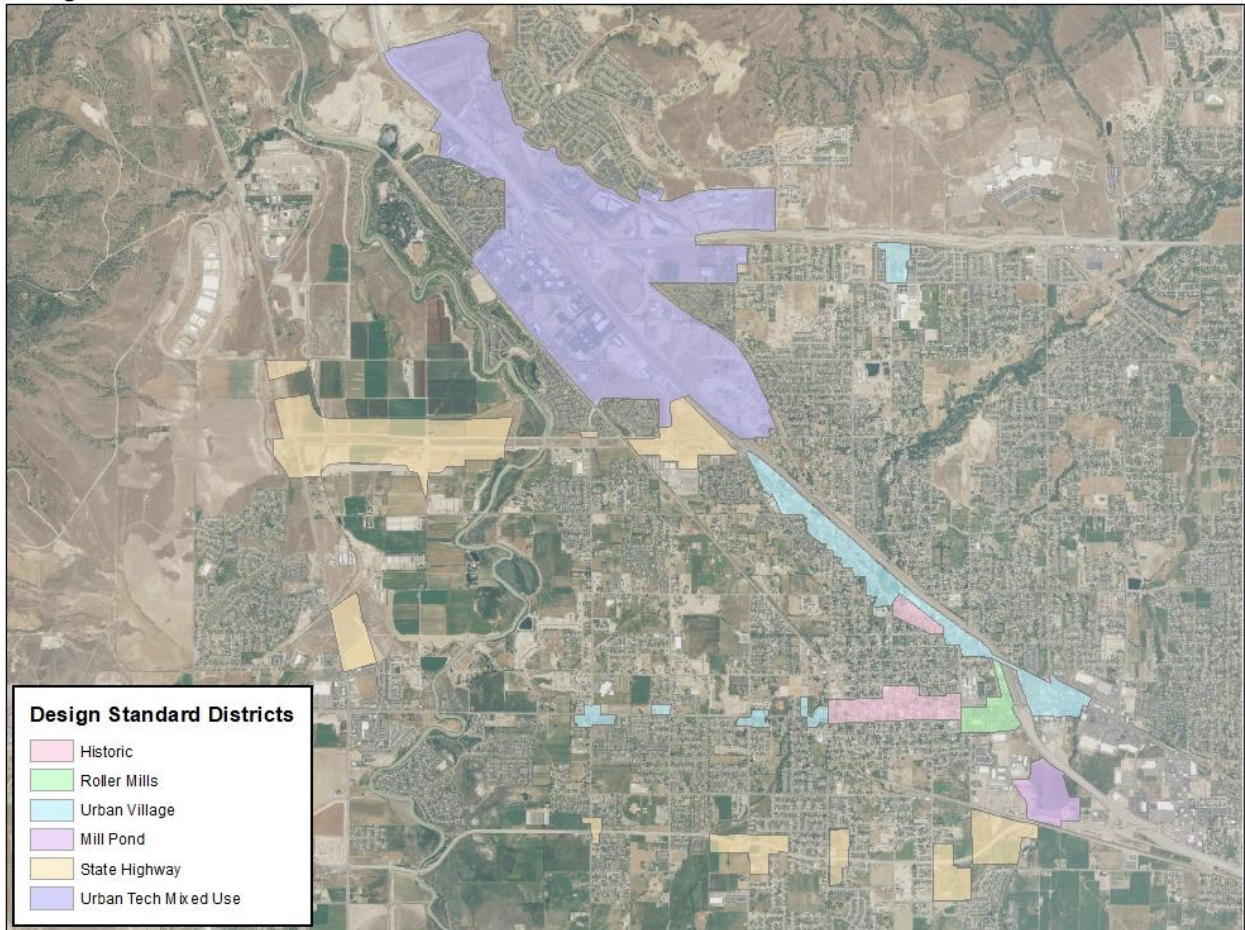 Design Standard Districts
Historic
Roller Mills
Urban Village
Mill Pond
State Highway
Urban Tech Mixed Use